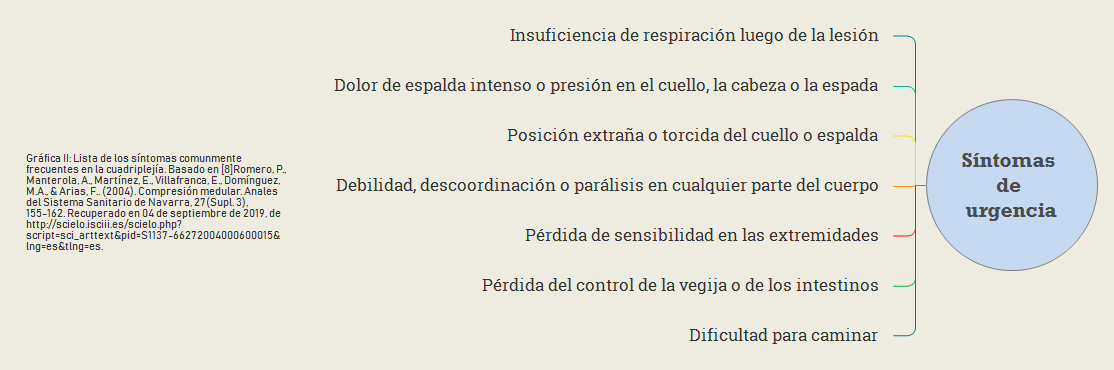 Insuficiencia de respiración luego de la lesión
Dolor de espalda intenso o presión en el cuello, la cabeza o la espada
Posición extraña o torcida del cuello o espalda
Debilidad, descoordinación o parálisis en cualquier parte del cuerpo
Pérdida de sensibilidad en las extremidades
Pérdida del control de la vegija o de los intestinos
Dificultad para caminar
Síntomas
de
urgencia
Gráfica II: Lista de los síntomas comunmente
frecuentes en la cuadriplejía. Basado en [8]Romero, P.,
Manterola, A., Martínez, E., Villafranca, E., Domínguez,
M.A., & Arias, F.. (2004). Compresión medular. Anales
del Sistema Sanitario de Navarra, 27(Supl. 3),
155-162. Recuperado en 04 de septiembre de 2019, de
http://scielo.isciii.es/scielo.php?
script=sci_arttext&pid=S1137-66272004000600015&
lng=es&tlng=es.